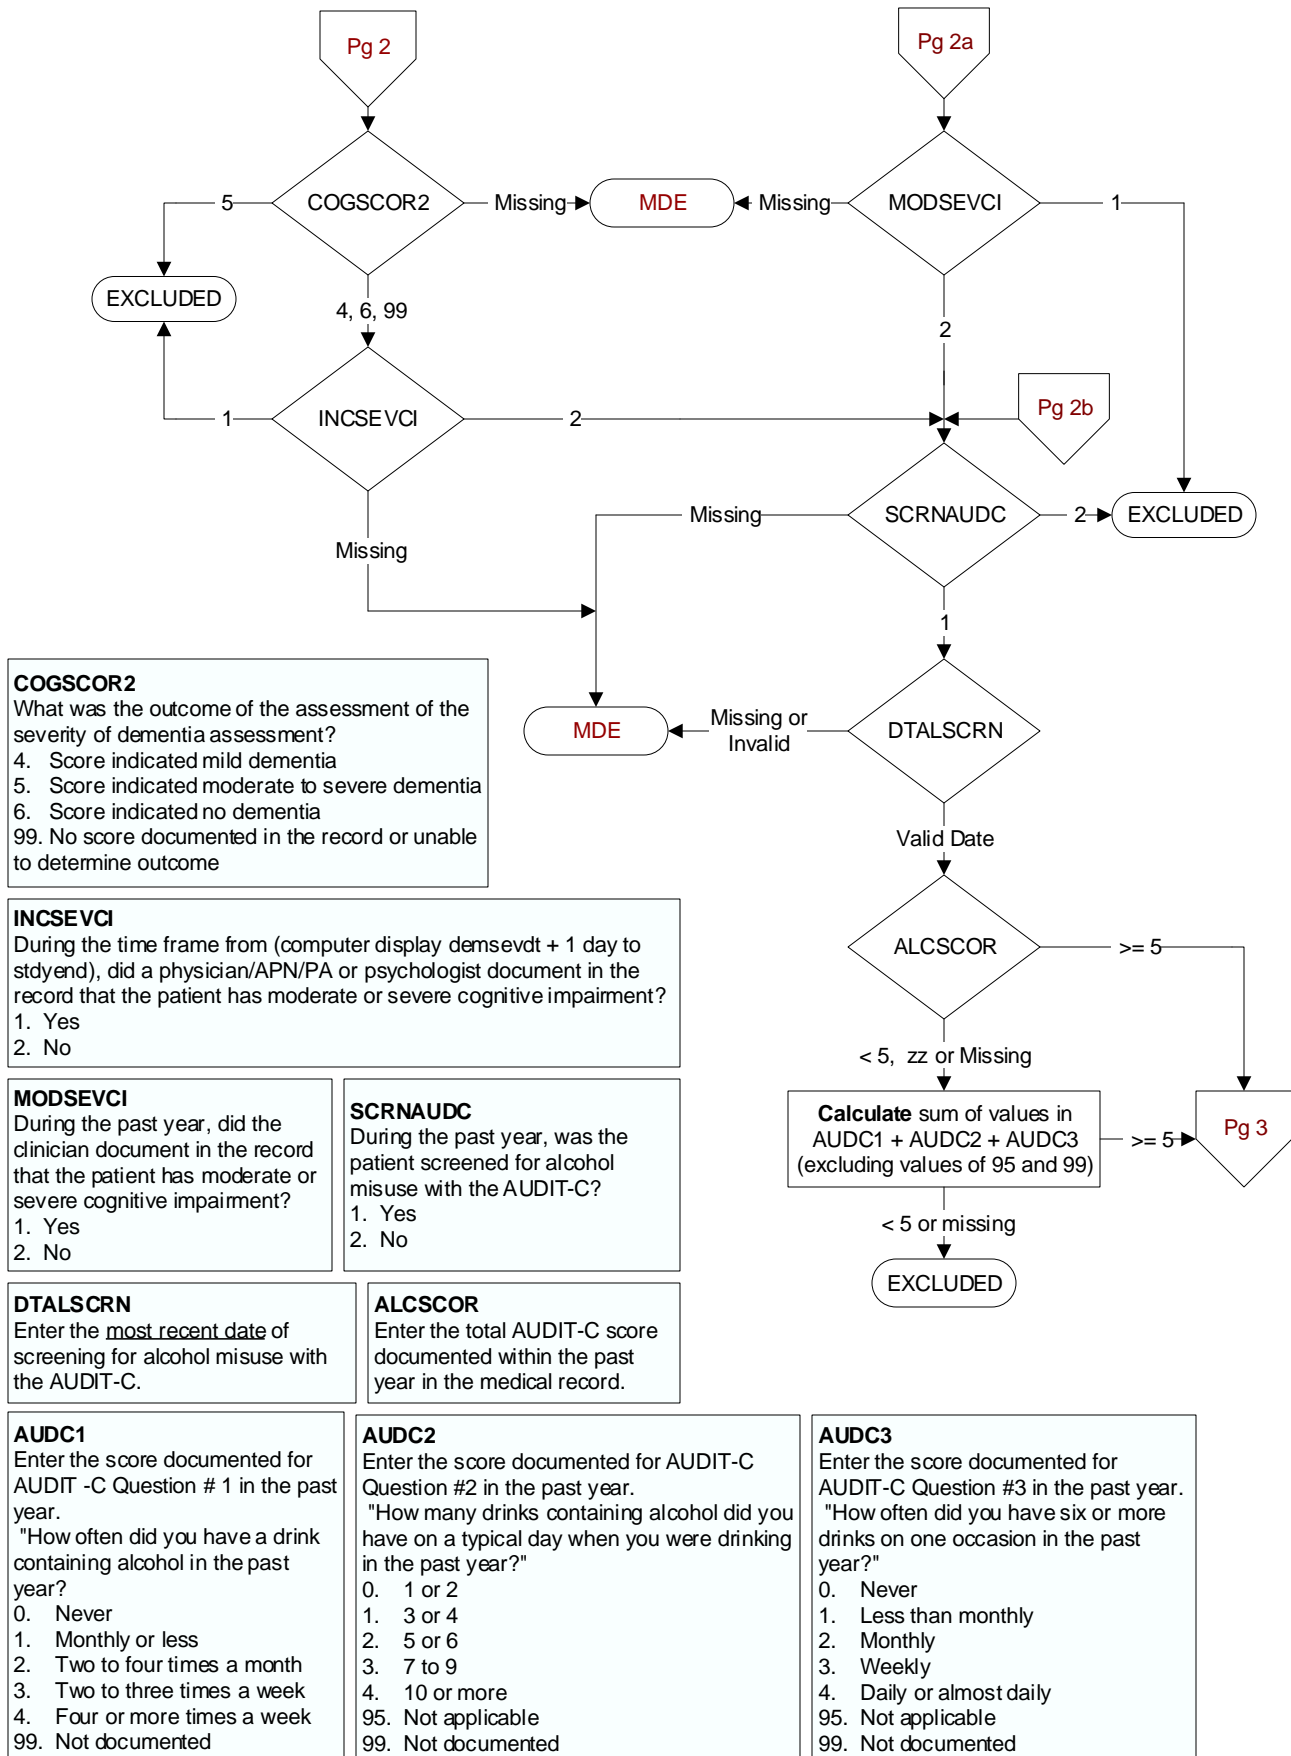 Pg 2
Pg 2a
COGSCOR2
5
Missing
MDE
Missing
MODSEVCI
1
EXCLUDED
4, 6, 99
2
INCSEVCI
1
2
Pg 2b
Missing
Missing
SCRNAUDC
2
EXCLUDED
1
MDE
Missing or
Invalid
DTALSCRN
Valid Date
ALCSCOR
>= 5
< 5, zz or Missing
Calculate sum of values in
AUDC1 + AUDC2 + AUDC3
(excluding values of 95 and 99)
>= 5
Pg 3
< 5 or missing
EXCLUDED
COGSCOR2
What was the outcome of the assessment of the
severity of dementia assessment?
4. Score indicated mild dementia
5. Score indicated moderate to severe dementia
6. Score indicated no dementia
99. No score documented in the record or unable
to determine outcome
INCSEVCI
During the time frame from (computer display demsevdt + 1 day to
stdyend), did a physician/APN/PA or psychologist document in the
record that the patient has moderate or severe cognitive impairment?
1. Yes
2. No
MODSEVCI
During the past year, did the
clinician document in the record
that the patient has moderate or
severe cognitive impairment?
1. Yes
2. No
SCRNAUDC
During the past year, was the
patient screened for alcohol
misuse with the AUDIT-C?
1. Yes
2. No
DTALSCRN
Enter the most recent date of
screening for alcohol misuse with
the AUDIT-C.
ALCSCOR
Enter the total AUDIT-C score
documented within the past
year in the medical record.
AUDC1
Enter the score documented for
AUDIT -C Question # 1 in the past
year.
"How often did you have a drink
containing alcohol in the past
year?
0. Never
1. Monthly or less
2. Two to four times a month
3. Two to three times a week
4. Four or more times a week
99. Not documented
AUDC2
Enter the score documented for AUDIT-C
Question #2 in the past year.
"How many drinks containing alcohol did you
have on a typical day when you were drinking
in the past year?"
0. 1 or 2
1. 3 or 4
2. 5 or 6
3. 7 to 9
4. 10 or more
95. Not applicable
99. Not documented
AUDC3
Enter the score documented for
AUDIT-C Question #3 in the past year.
"How often did you have six or more
drinks on one occasion in the past
year?"
0. Never
1. Less than monthly
2. Monthly
3. Weekly
4. Daily or almost daily
95. Not applicable
99. Not documented